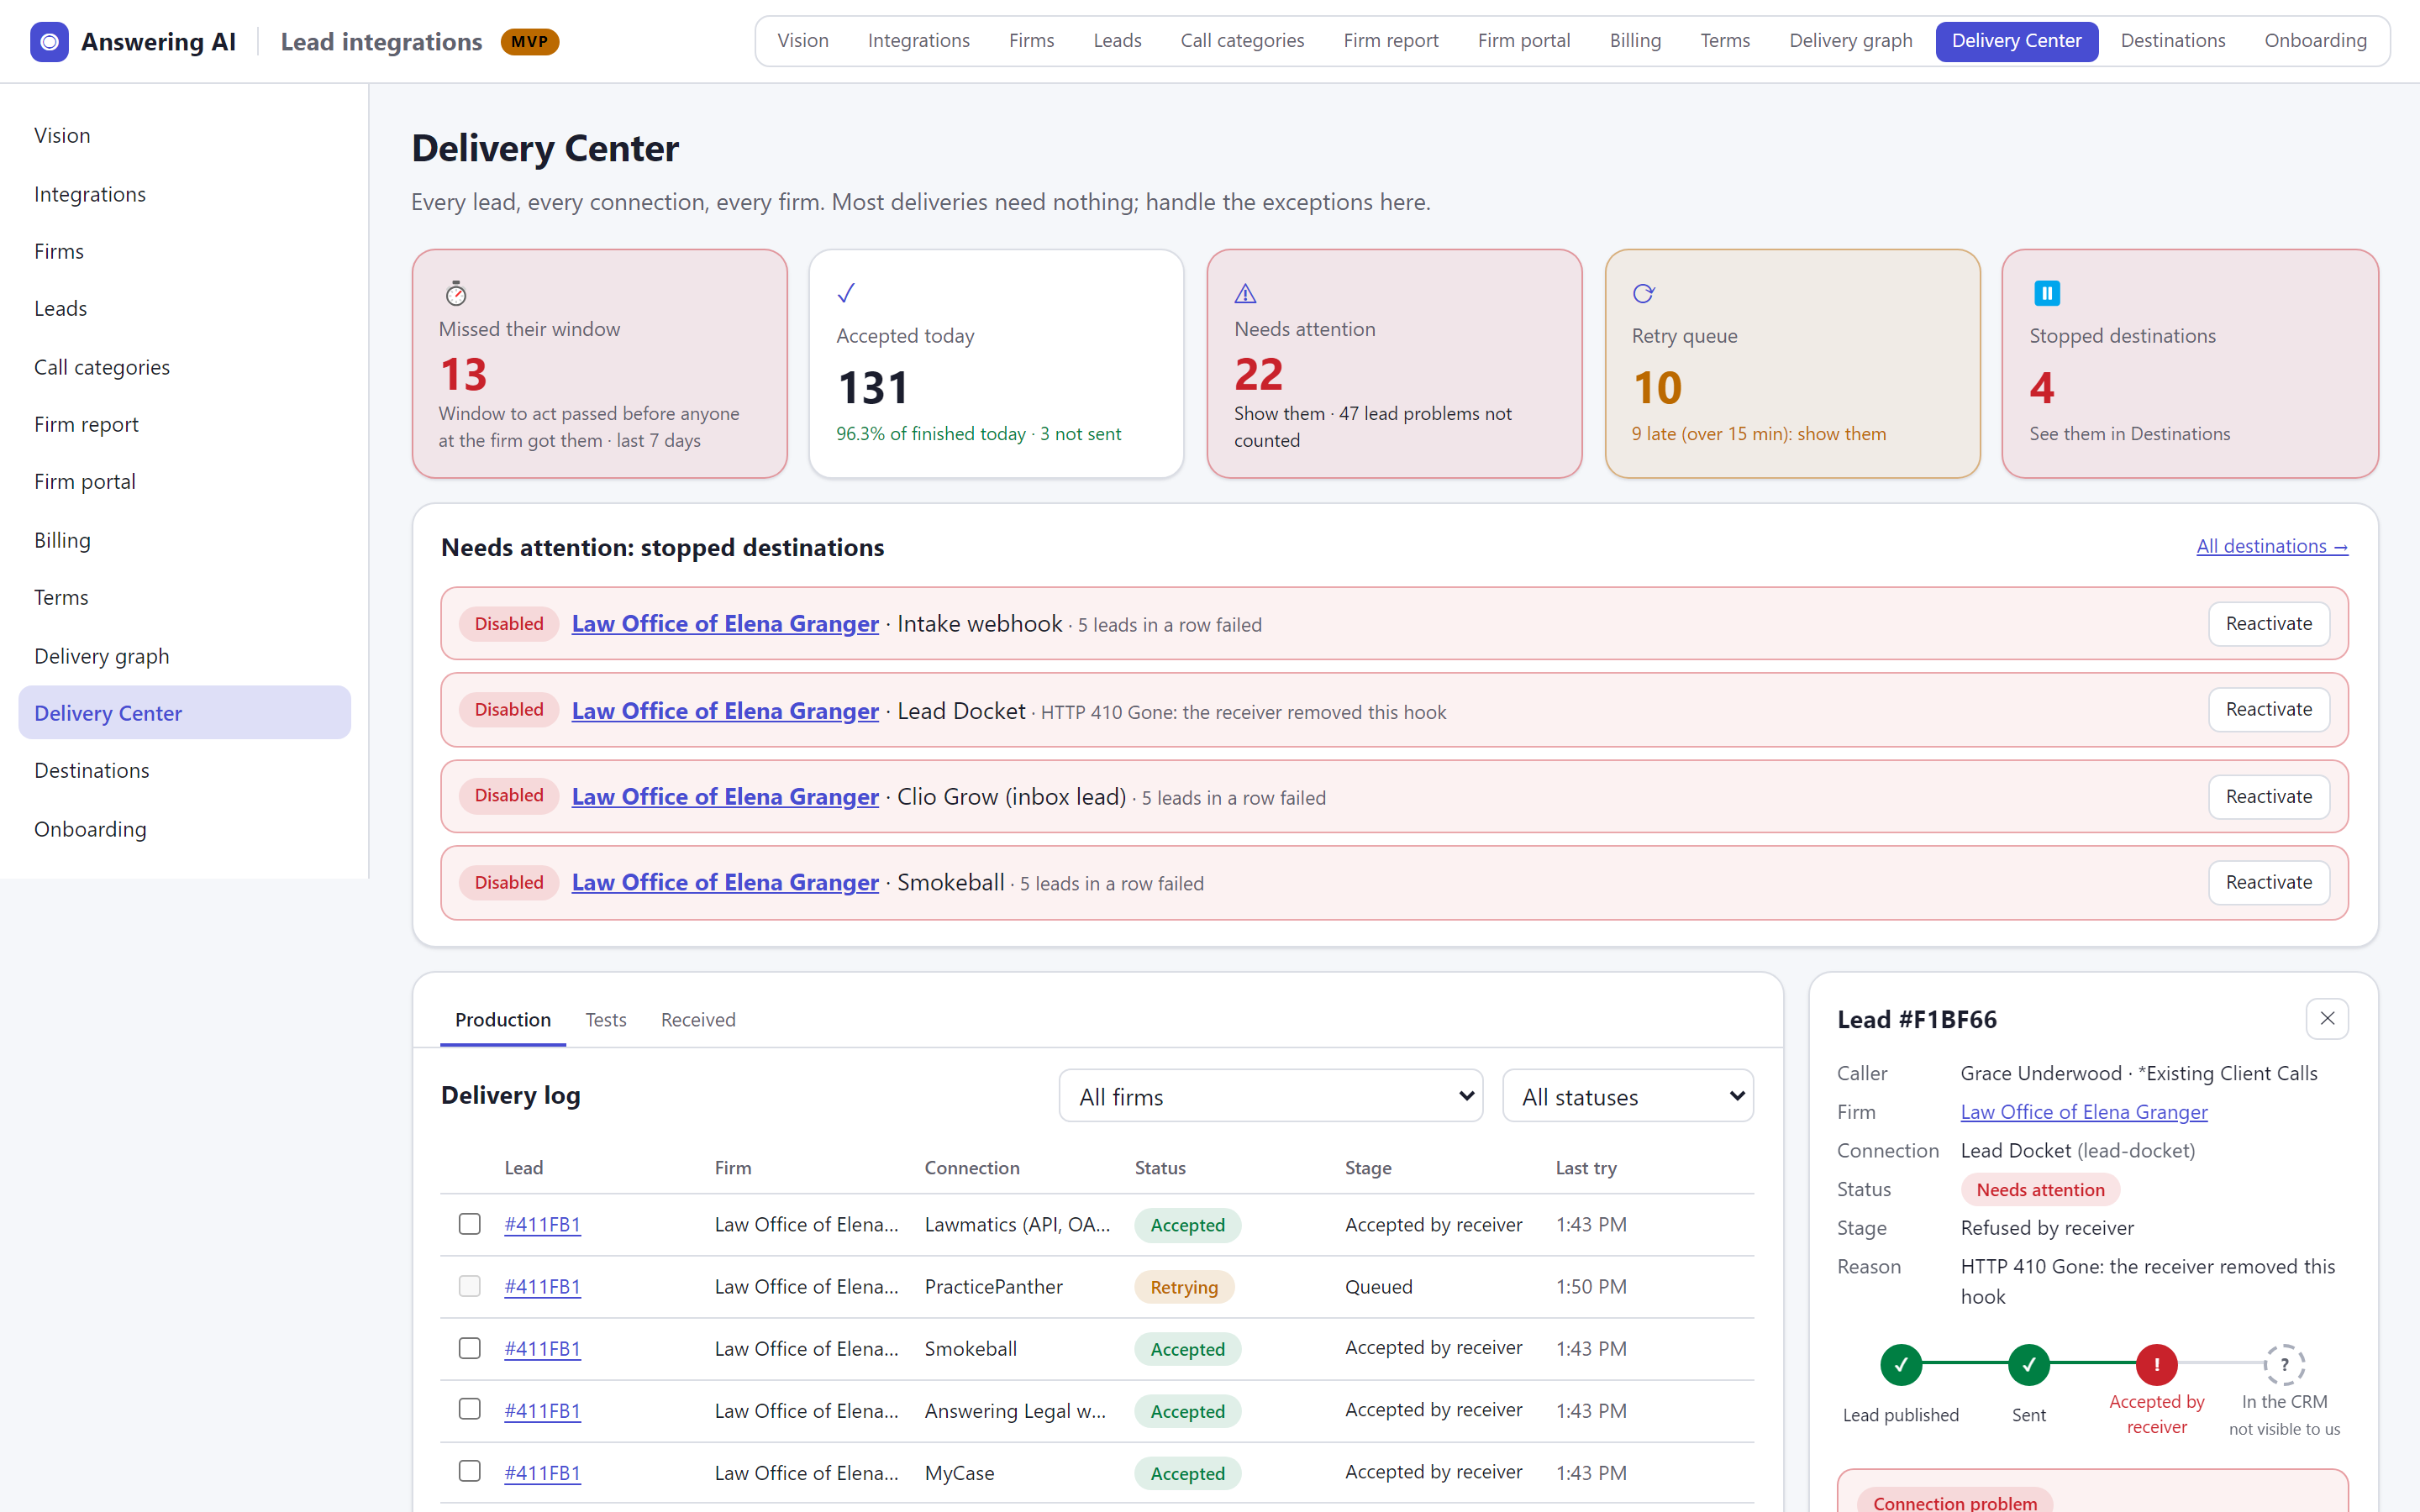 Answering AI
Lead integrations
MVP
Vision
Integrations
Firms
Leads
Call categories
Firm report
Firm portal
Billing
Terms
Delivery graph
Delivery Center
Destinations
Onboarding
Vision
Integrations
Firms
Leads
Call categories
Firm report
Firm portal
Billing
Terms
Delivery graph
Delivery Center
Destinations
Onboarding
Delivery Center
Every lead, every connection, every firm. Most deliveries need nothing; handle the exceptions here.
Missed their window
13
Window to act passed before anyone
at the firm got them · last 7 days
Accepted today
131
96.3% of finished today · 3 not sent
Needs attention
22
Show them · 47 lead problems not
counted
Retry queue
10
9 late (over 15 min): show them
Stopped destinations
4
See them in Destinations
Needs attention: stopped destinations
All destinations →
Disabled Law Office of Elena Granger · Intake webhook · 5 leads in a row failed Reactivate
Disabled Law Office of Elena Granger · Lead Docket · HTTP 410 Gone: the receiver removed this hook Reactivate
Disabled Law Office of Elena Granger · Clio Grow (inbox lead) · 5 leads in a row failed Reactivate
Disabled Law Office of Elena Granger · Smokeball · 5 leads in a row failed Reactivate
Production Tests Received
Delivery log
All firms
All statuses
Lead Firm Connection Status Stage Last try
#411FB1 Law Office of Elena... Lawmatics (API, OA... Accepted Accepted by receiver 1:43 PM
#411FB1 Law Office of Elena... PracticePanther Retrying Queued 1:50 PM
#411FB1 Law Office of Elena... Smokeball Accepted Accepted by receiver 1:43 PM
#411FB1 Law Office of Elena... Answering Legal w... Accepted Accepted by receiver 1:43 PM
#411FB1 Law Office of Elena... MyCase Accepted Accepted by receiver 1:43 PM
Lead #F1BF66
Caller Grace Underwood · *Existing Client Calls
Firm Law Office of Elena Granger
Connection Lead Docket (lead-docket)
Status Needs attention
Stage Refused by receiver
Reason HTTP 410 Gone: the receiver removed this
hook
Lead published
Sent
Accepted by
receiver
In the CRM
not visible to us
Connection problem